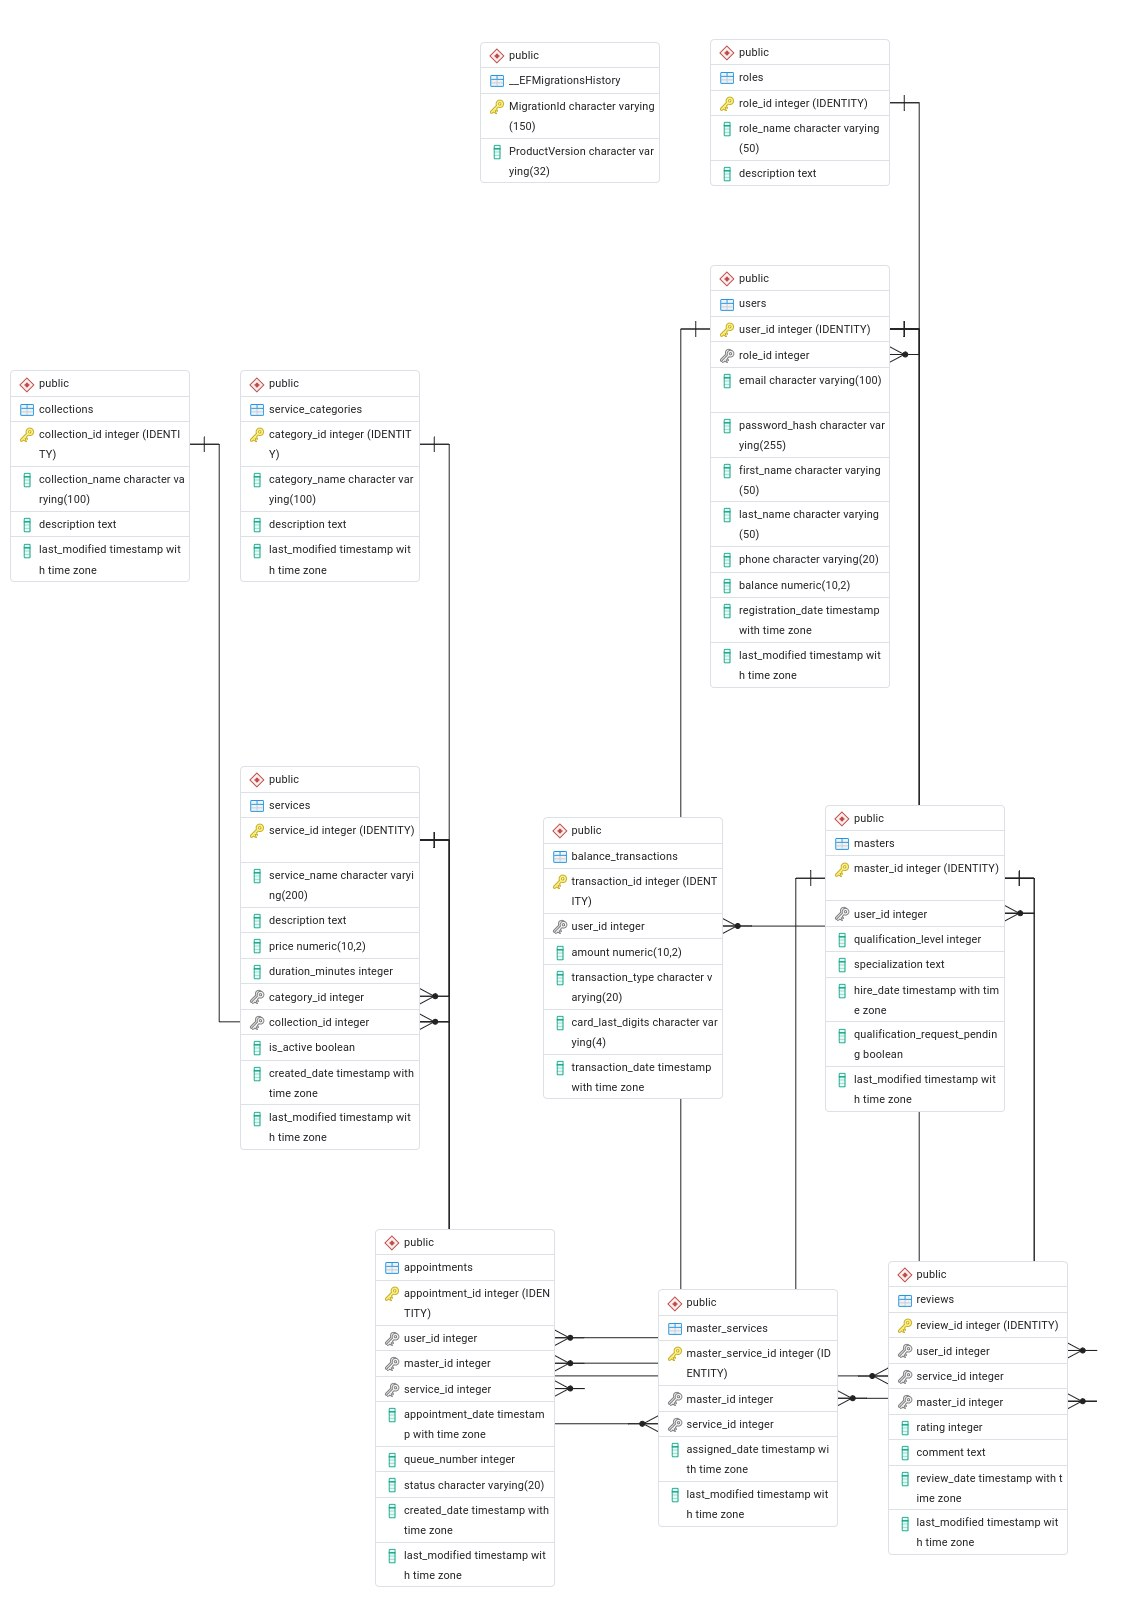 public
__EFMigrationsHistory
MigrationId character varying
(150)
ProductVersion character var
ying(32)
public
roles
role_id integer (IDENTITY)
role_name character varying
(50)
description text
public
users
user_id integer (IDENTITY)
role_id integer
email character varying(100)
password_hash character var
ying(255)
first_name character varying
(50)
last_name character varying
(50)
phone character varying(20)
balance numeric(10,2)
registration_date timestamp
with time zone
last_modified timestamp wit
h time zone
public
collections
collection_id integer (IDENTI
TY)
collection_name character va
rying(100)
description text
last_modified timestamp wit
h time zone
public
service_categories
category_id integer (IDENTIT
Y)
category_name character var
ying(100)
description text
last_modified timestamp wit
h time zone
public
services
service_id integer (IDENTITY)
service_name character varyi
ng(200)
description text
price numeric(10,2)
duration_minutes integer
category_id integer
collection_id integer
is_active boolean
created_date timestamp with
time zone
last_modified timestamp wit
h time zone
public
balance_transactions
transaction_id integer (IDENT
ITY)
user_id integer
amount numeric(10,2)
transaction_type character v
arying(20)
card_last_digits character var
ying(4)
transaction_date timestamp
with time zone
public
masters
master_id integer (IDENTITY)
user_id integer
qualification_level integer
specialization text
hire_date timestamp with tim
e zone
qualification_request_pendin
g boolean
last_modified timestamp wit
h time zone
public
appointments
appointment_id integer (IDEN
TITY)
user_id integer
master_id integer
service_id integer
appointment_date timestam
p with time zone
queue_number integer
status character varying(20)
created_date timestamp with
time zone
last_modified timestamp wit
h time zone
public
master_services
master_service_id integer (ID
ENTITY)
master_id integer
service_id integer
assigned_date timestamp wi
th time zone
last_modified timestamp wit
h time zone
public
reviews
review_id integer (IDENTITY)
user_id integer
service_id integer
master_id integer
rating integer
comment text
review_date timestamp with t
ime zone
last_modified timestamp wit
h time zone